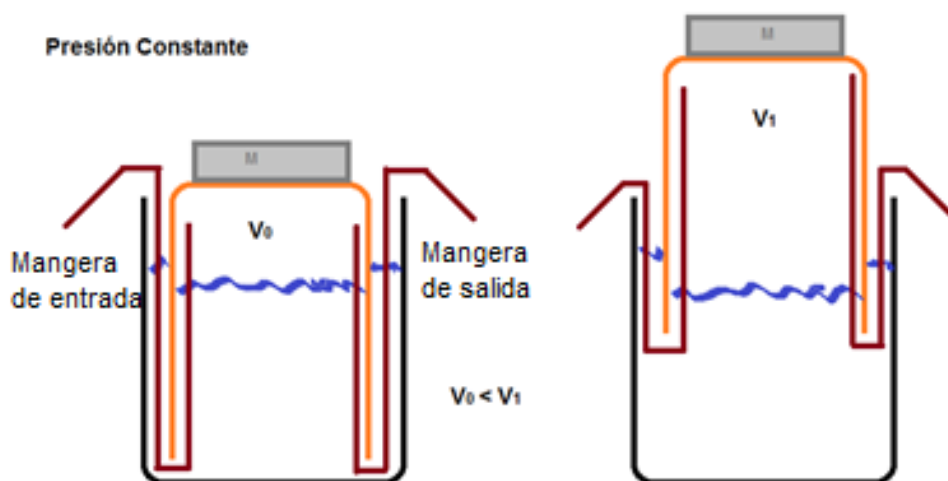 Presión Constante
M
M
V₀
V₁
Mangera
de entrada
Mangera
de salida
V₀ < V₁